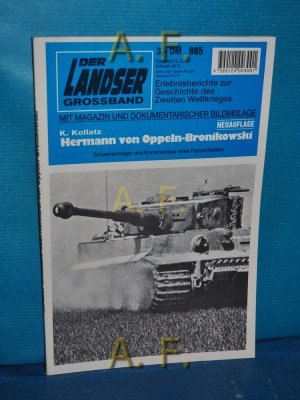 A. F.
DER
LANDSER
GROSSBAND
3,- DM 885
Erlebnisberichte zur
Geschichte des
Zweiten Weltkrieges
MIT MAGAZIN UND DOKUMENTARISCHER BILDBEILAGE
NEUAUFLAGE
K. Kollatz
Hermann von Oppeln-Bronikowski
Schwerterträger und Kommandeur einer Panzerdivision
A. F.
A. F.
A. F.